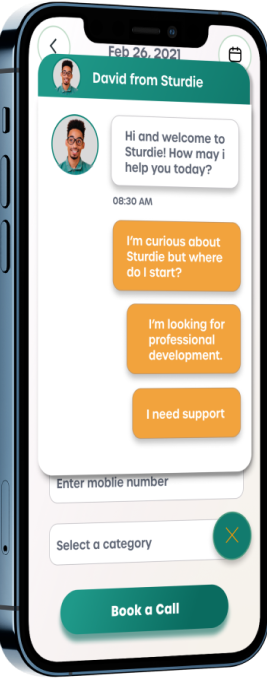 Feb 26, 2021
David from Sturdie
Hi and welcome to
Sturdie! How may i
help you today?
08:30 AM
I'm curious about
Sturdie but where
do I start?
I'm looking for
professional
development.
I need support
Enter moblie number
Select a category
Book a Call